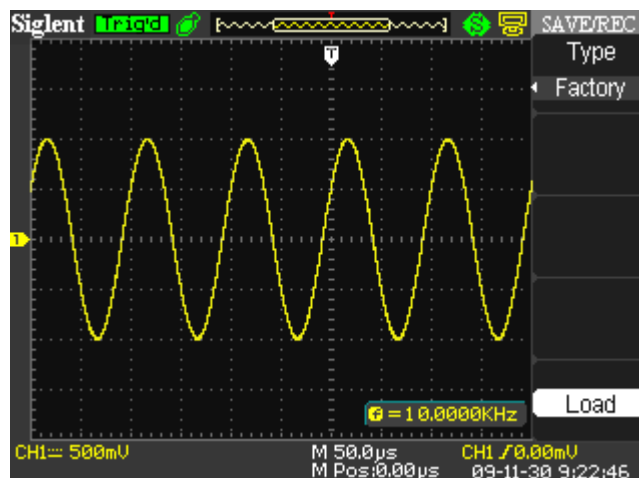 Siglent Trig'd SAVE/REC
T
Type
Factory
1
f=10.0000KHz
Load
CH1 500mV M 50.0µs CH1 0.00mV
M Pos:0.00µs 09-11-30 9:22:46